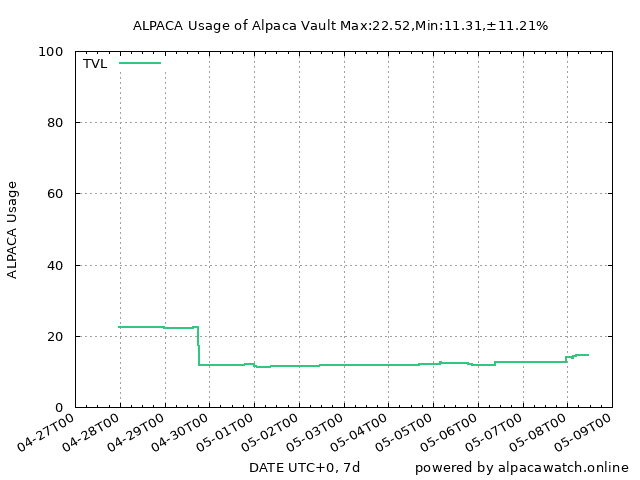 ALPACA Usage of Alpaca Vault Max:22.52,Min:11.31,±11.21%
100
TVL
80
60
ALPACA Usage
40
20
0
04-27T00 04-28T00 04-29T00 04-30T00 05-01T00 05-02T00 05-03T00 05-04T00 05-05T00 05-06T00 05-07T00 05-08T00 05-09T00
DATE UTC+0, 7d powered by alpacawatch.online